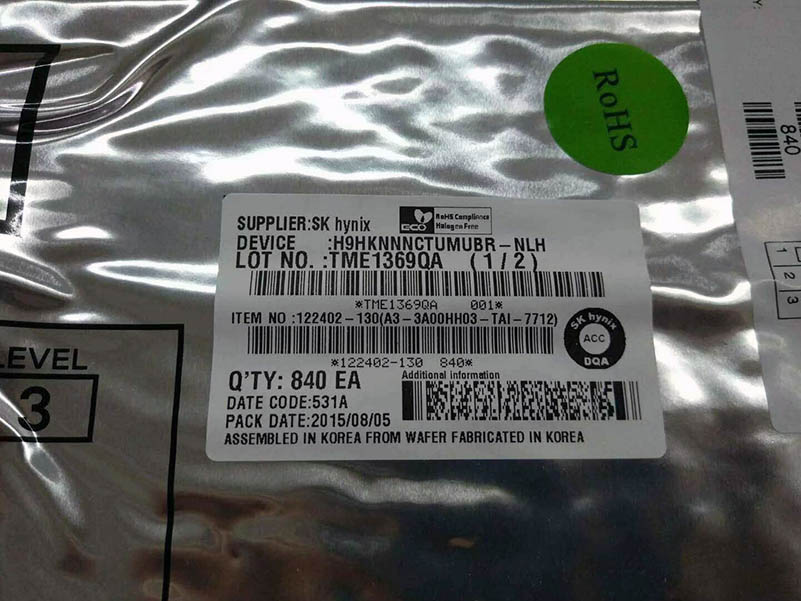 RoHS
Y:
840
1
2
3
SUPPLIER:SK hynix
ECO
RoHS Compliance
Halogen Free
DEVICE :H9HKNNNCTUMUBR-NLH
LOT NO. :TME1369QA (1/2)
*TME1369QA 001*
ITEM NO :122402-130(A3-3A00HH03-TAI-7712)
*122402-130 840*
SK hynix
ACC
DQA
Q'TY: 840 EA
Additional information
DATE CODE:531A
PACK DATE:2015/08/05
ASSEMBLED IN KOREA FROM WAFER FABRICATED IN KOREA
LEVEL
3